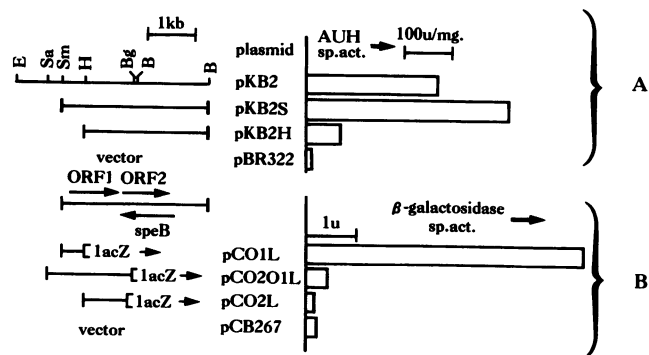 1kb
AUH
sp.act.
100u/mg.
plasmid
E Sa Sm H Bg B B
pKB2
pKB2S
pKB2H
vector pBR322
A
ORF1 ORF2
speB
1u
β-galactosidase
sp.act.
lacZ pCO1L
lacZ pCO2O1L
lacZ pCO2L
vector pCB267
B